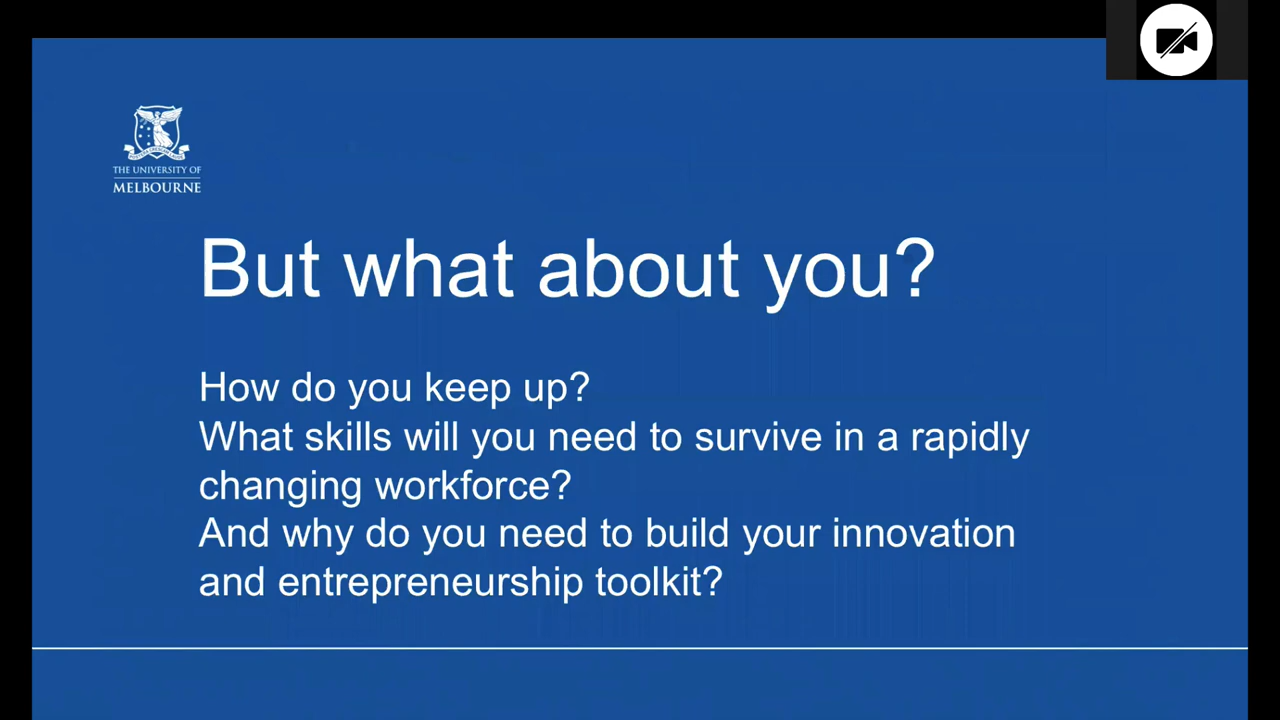 THE UNIVERSITY OF
MELBOURNE
But what about you?
How do you keep up?
What skills will you need to survive in a rapidly
changing workforce?
And why do you need to build your innovation
and entrepreneurship toolkit?